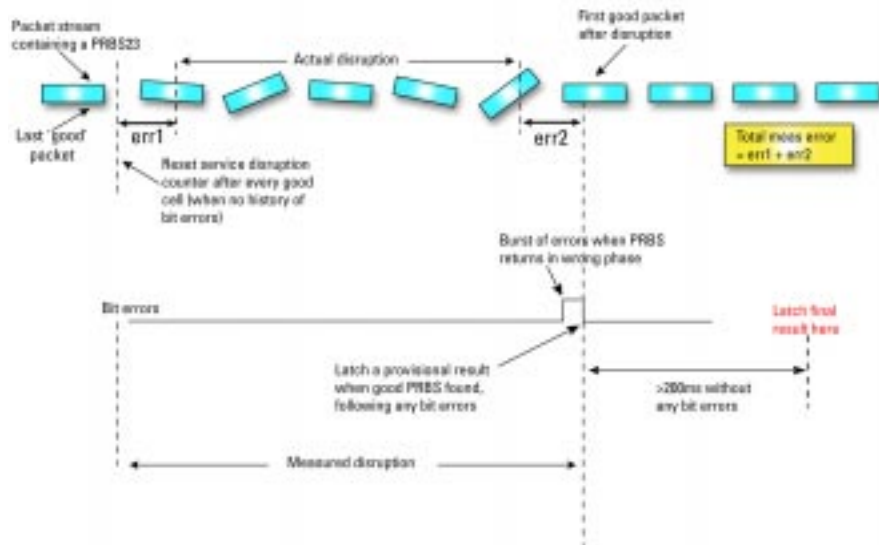 Packet stream
containing a PRBS23
First good packet
after disruption
Actual disruption
Last 'good'
packet
err1
err2
Total meas error
= err1 + err2
Reset service disruption
counter after every good
cell (when no history of
bit errors)
Burst of errors when PRBS
returns in wrong phase
Bit errors
Latch final
result here
Latch a provisional result
when good PRBS found,
following any bit errors
>200ms without
any bit errors
Measured disruption